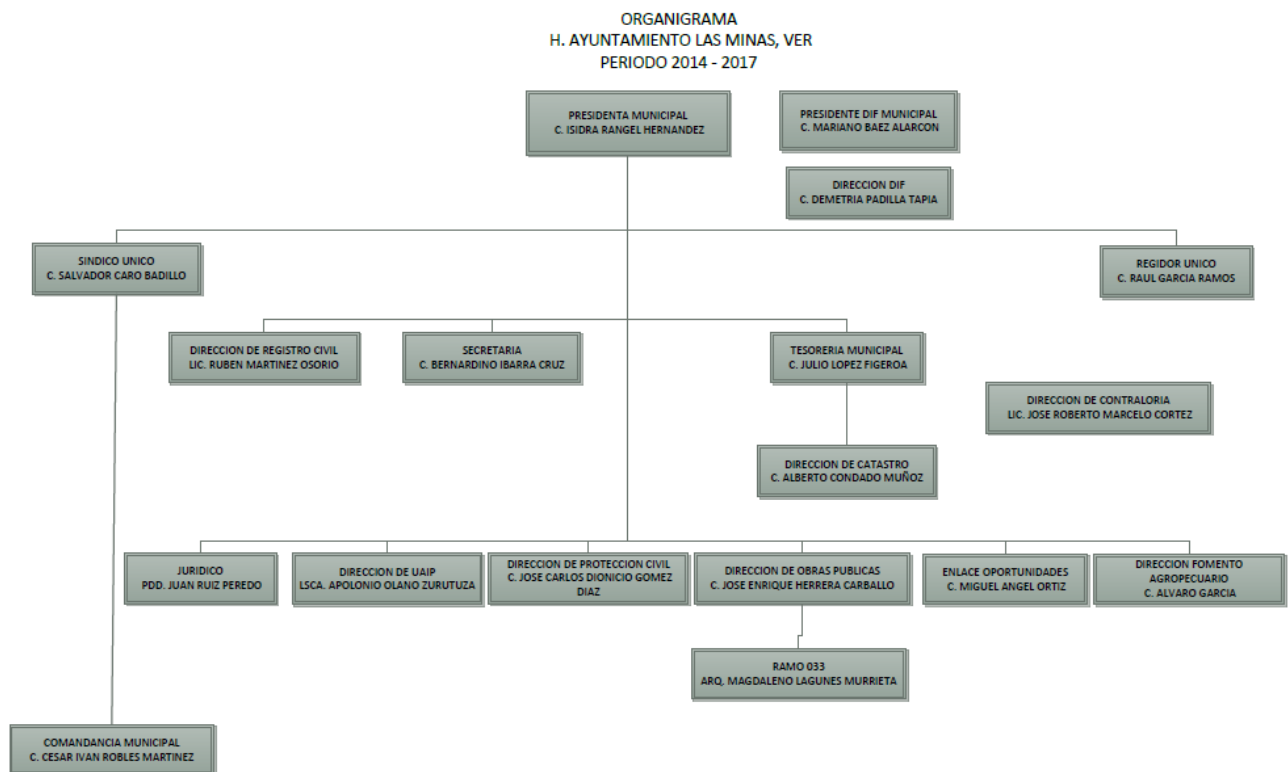 ORGANIGRAMA
H. AYUNTAMIENTO LAS MINAS, VER
PERIODO 2014 - 2017
PRESIDENTA MUNICIPAL
C. ISIDRA RANGEL HERNANDEZ
PRESIDENTE DIF MUNICIPAL
C. MARIANO BAEZ ALARCON
DIRECCION DIF
C. DEMETRIA PADILLA TAPIA
SINDICO UNICO
C. SALVADOR CARO BADILLO
REGIDOR UNICO
C. RAUL GARCIA RAMOS
DIRECCION DE REGISTRO CIVIL
LIC. RUBEN MARTINEZ OSORIO
SECRETARIA
C. BERNARDINO IBARRA CRUZ
TESORERIA MUNICIPAL
C. JULIO LOPEZ FIGEROA
DIRECCION DE CONTRALORIA
LIC. JOSE ROBERTO MARCELO CORTEZ
DIRECCION DE CATASTRO
C. ALBERTO CONDADO MUÑOZ
JURIDICO
PDD. JUAN RUIZ PEREDO
DIRECCION DE UAIP
LSCA. APOLONIO OLANO ZURUTUZA
DIRECCION DE PROTECCION CIVIL
C. JOSE CARLOS DIONICIO GOMEZ
DIAZ
DIRECCION DE OBRAS PUBLICAS
C. JOSE ENRIQUE HERRERA CARBALLO
ENLACE OPORTUNIDADES
C. MIGUEL ANGEL ORTIZ
DIRECCION FOMENTO
AGROPECUARIO
C. ALVARO GARCIA
RAMO 033
ARQ. MAGDALENO LAGUNES MURRIETA
COMANDANCIA MUNICIPAL
C. CESAR IVAN ROBLES MARTINEZ